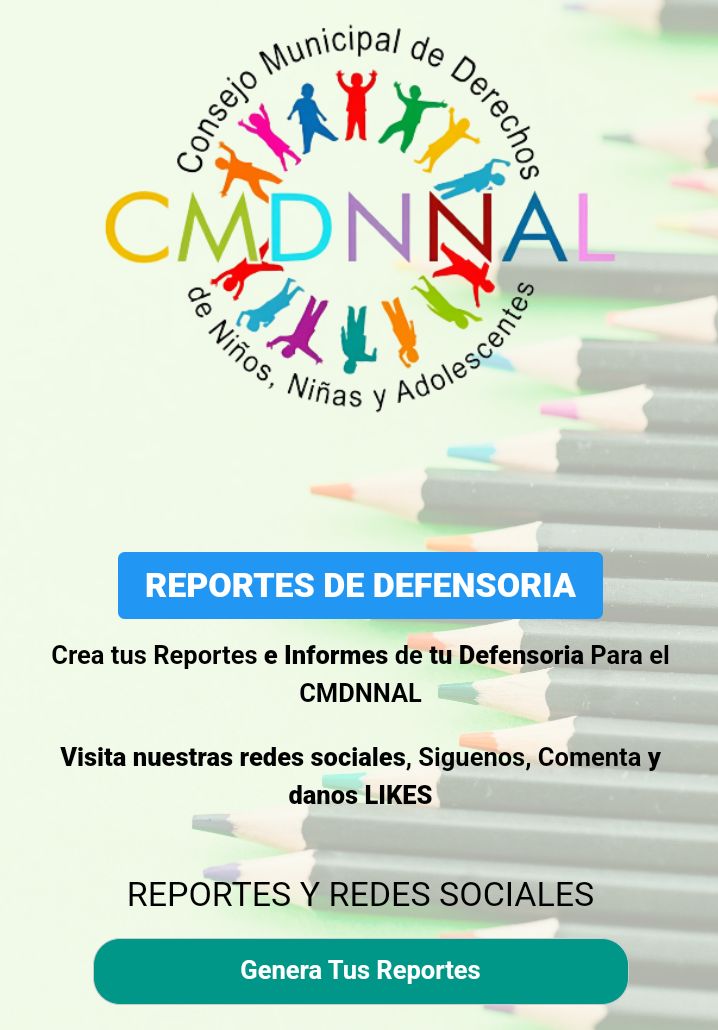 Consejo Municipal de Derechos
CMDNNAL
de Niños, Niñas y Adolescentes
REPORTES DE DEFENSORIA
Crea tus Reportes e Informes de tu Defensoria Para el
CMDNNAL
Visita nuestras redes sociales, Siguenos, Comenta y
danos LIKES
REPORTES Y REDES SOCIALES
Genera Tus Reportes